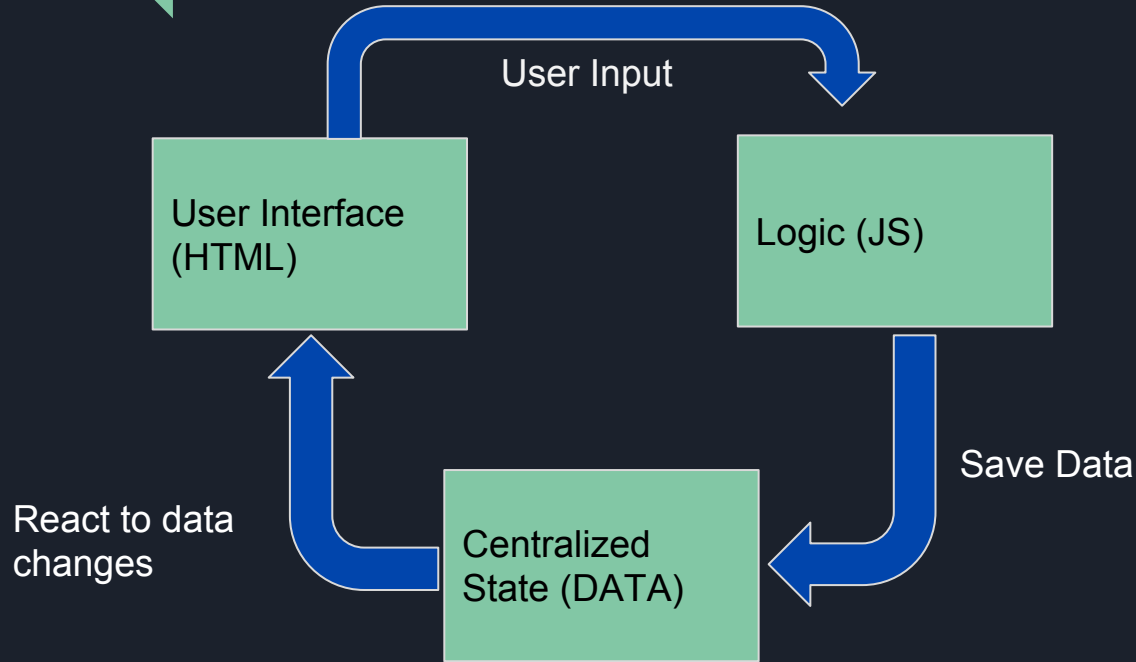 User Input
User Interface
(HTML)
Logic (JS)
Save Data
React to data
changes
Centralized
State (DATA)